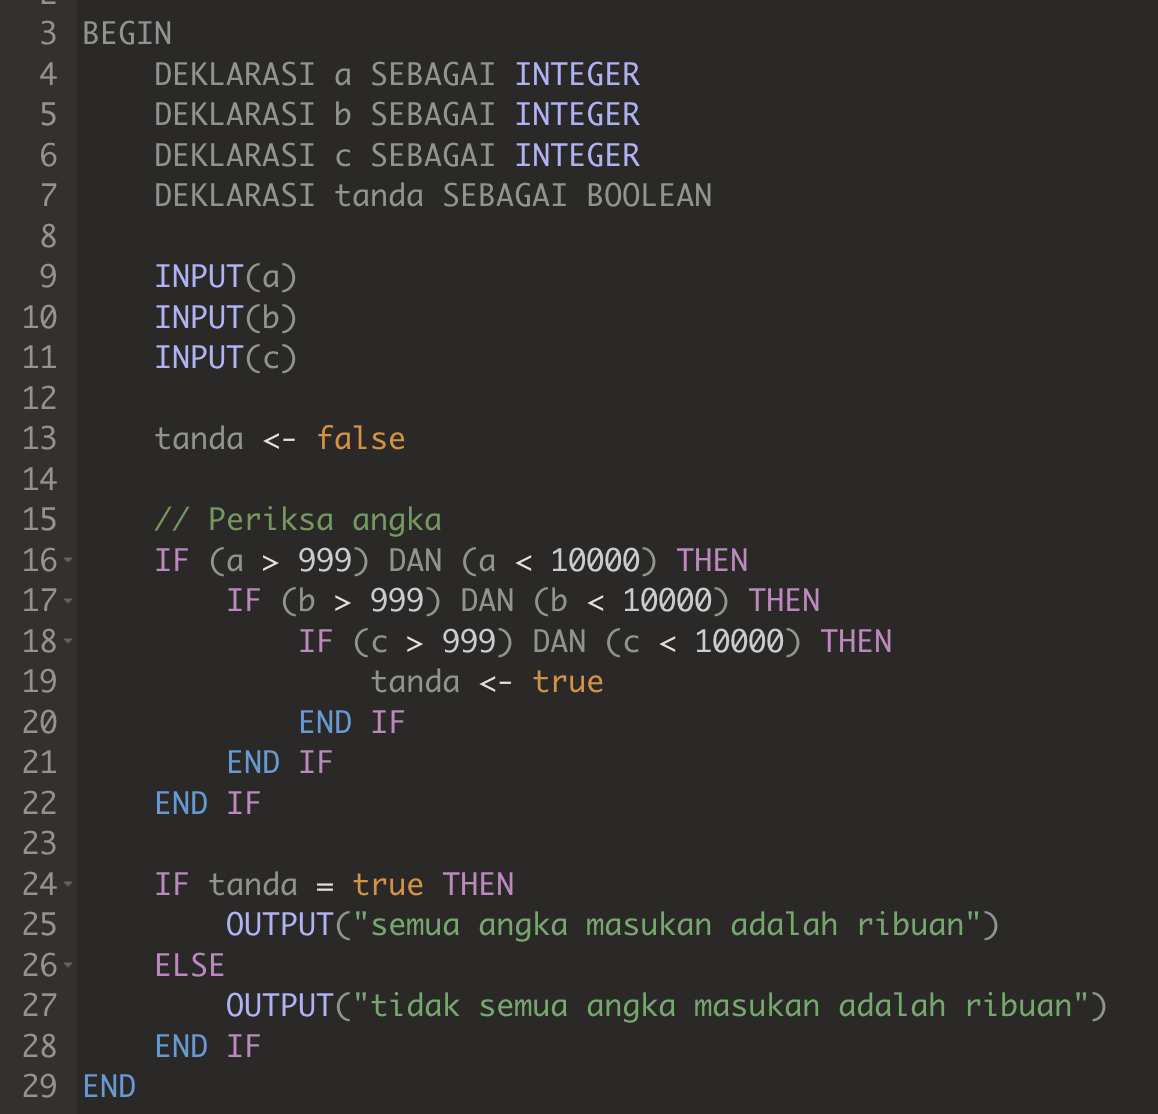 3 BEGIN
4     DEKLARASI a SEBAGAI INTEGER
5     DEKLARASI b SEBAGAI INTEGER
6     DEKLARASI c SEBAGAI INTEGER
7     DEKLARASI tanda SEBAGAI BOOLEAN
8
9     INPUT(a)
10     INPUT(b)
11     INPUT(c)
12
13     tanda <- false
14
15     // Periksa angka
16     IF (a > 999) DAN (a < 10000) THEN
17         IF (b > 999) DAN (b < 10000) THEN
18             IF (c > 999) DAN (c < 10000) THEN
19                 tanda <- true
20             END IF
21         END IF
22     END IF
23
24     IF tanda = true THEN
25         OUTPUT("semua angka masukan adalah ribuan")
26     ELSE
27         OUTPUT("tidak semua angka masukan adalah ribuan")
28     END IF
29 END